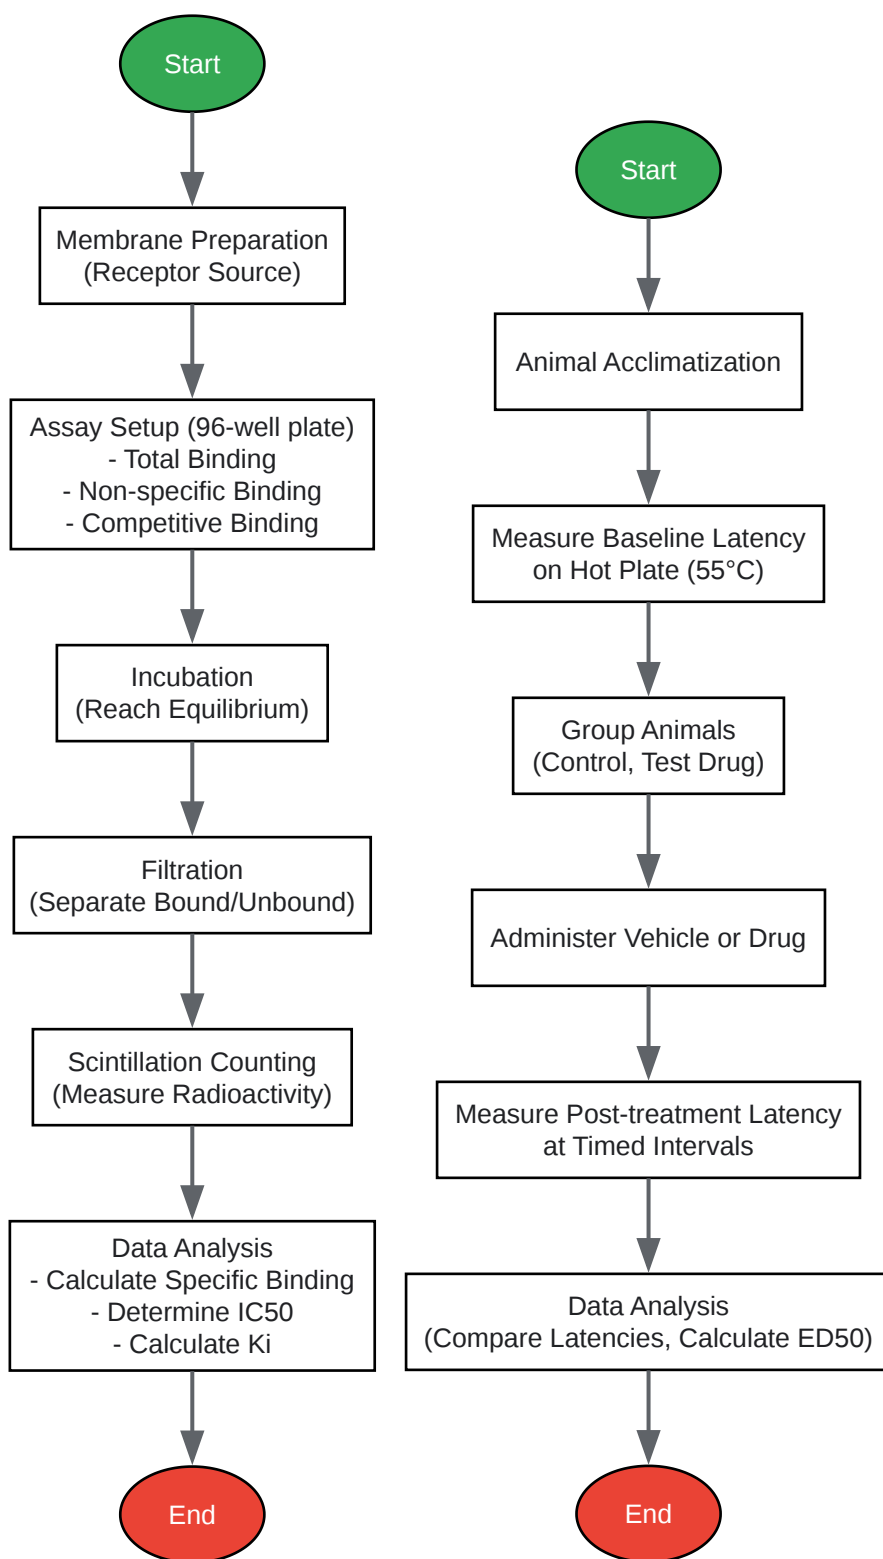 Start
Membrane Preparation
(Receptor Source)
Assay Setup (96-well plate)
- Total Binding
- Non-specific Binding
- Competitive Binding
Incubation
(Reach Equilibrium)
Filtration
(Separate Bound/Unbound)
Scintillation Counting
(Measure Radioactivity)
Data Analysis
- Calculate Specific Binding
- Determine IC50
- Calculate Ki
End
Start
Animal Acclimatization
Measure Baseline Latency
on Hot Plate (55°C)
Group Animals
(Control, Test Drug)
Administer Vehicle or Drug
Measure Post-treatment Latency
at Timed Intervals
Data Analysis
(Compare Latencies, Calculate ED50)
End